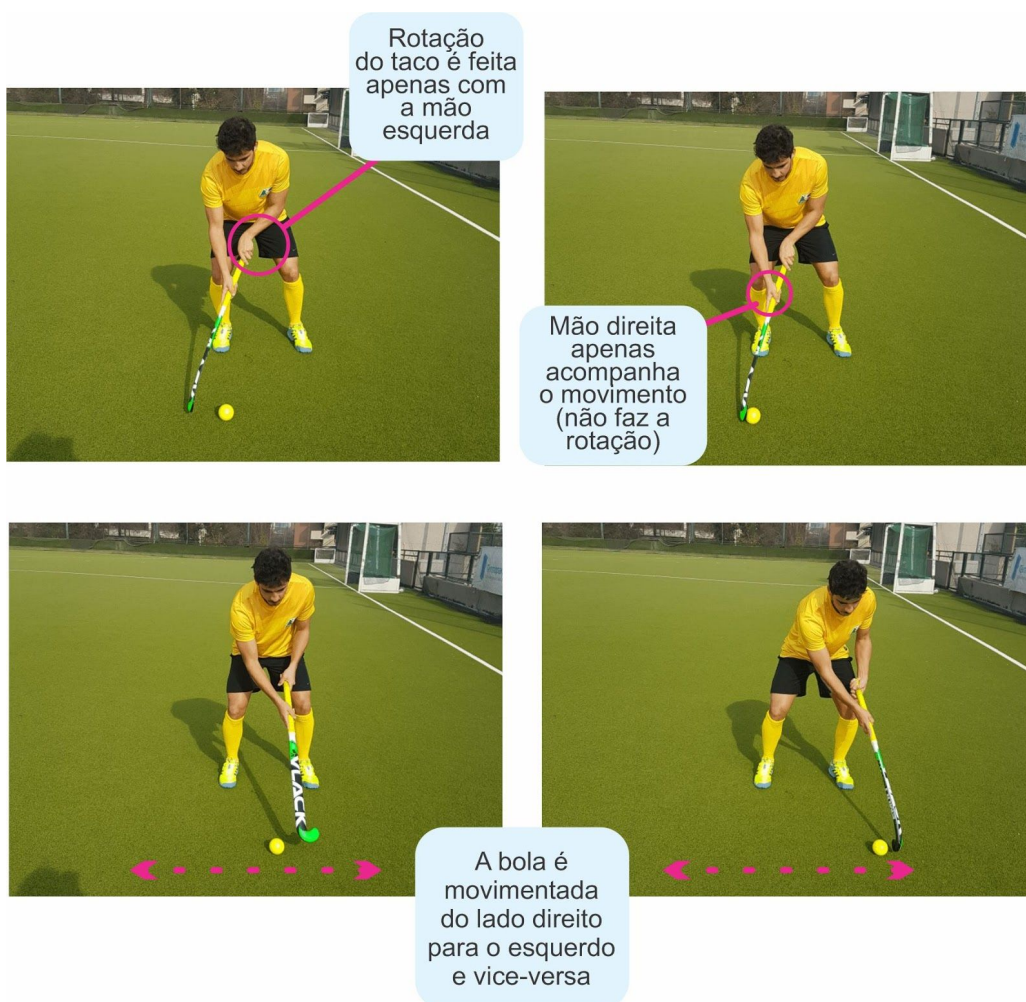 Rotação
do taco é feita
apenas com
a mão
esquerda
Mão direita
apenas
acompanha
o movimento
(não faz a
rotação)
VLACK
A bola é
movimentada
do lado direito
para o esquerdo
e vice-versa